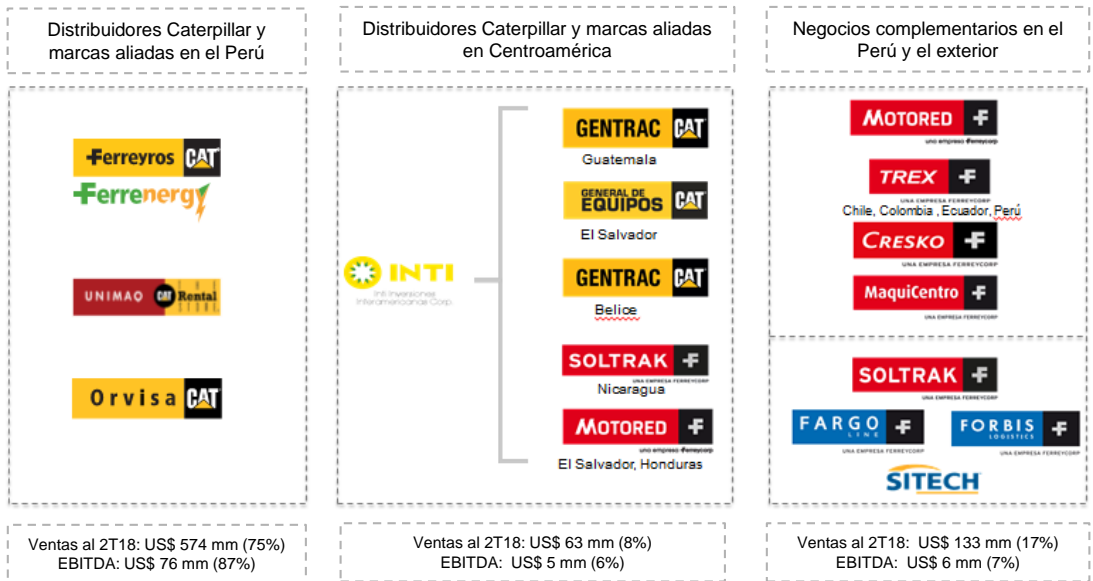 Distribuidores Caterpillar y
marcas aliadas en el Perú
Ferreyros CAT
Ferrenergy
UNIMAQ CAT Rental
STORE
Orvisa CAT
Ventas al 2T18: US$ 574 mm (75%)
EBITDA: US$ 76 mm (87%)
Distribuidores Caterpillar y marcas aliadas
en Centroamérica
INTI
Inti Inversiones
Interamericanas Corp.
GENTRAC CAT
Guatemala
GENERAL DE
EQUIPOS CAT
El Salvador
GENTRAC CAT
Belice
SOLTRAK
UNA EMPRESA FERREYCORP
Nicaragua
MOTORED
una empresa Ferreycorp
El Salvador, Honduras
Ventas al 2T18: US$ 63 mm (8%)
EBITDA: US$ 5 mm (6%)
Negocios complementarios en el
Perú y el exterior
MOTORED
una empresa Ferreycorp
TREX
UNA EMPRESA FERREYCORP
Chile, Colombia , Ecuador, Perú
CRESKO
UNA EMPRESA FERREYCORP
MaquiCentro
UNA EMPRESA FERREYCORP
SOLTRAK
UNA EMPRESA FERREYCORP
FARGO
LINE
UNA EMPRESA FERREYCORP
FORBIS
LOGISTICS
UNA EMPRESA FERREYCORP
SITECH
Ventas al 2T18: US$ 133 mm (17%)
EBITDA: US$ 6 mm (7%)